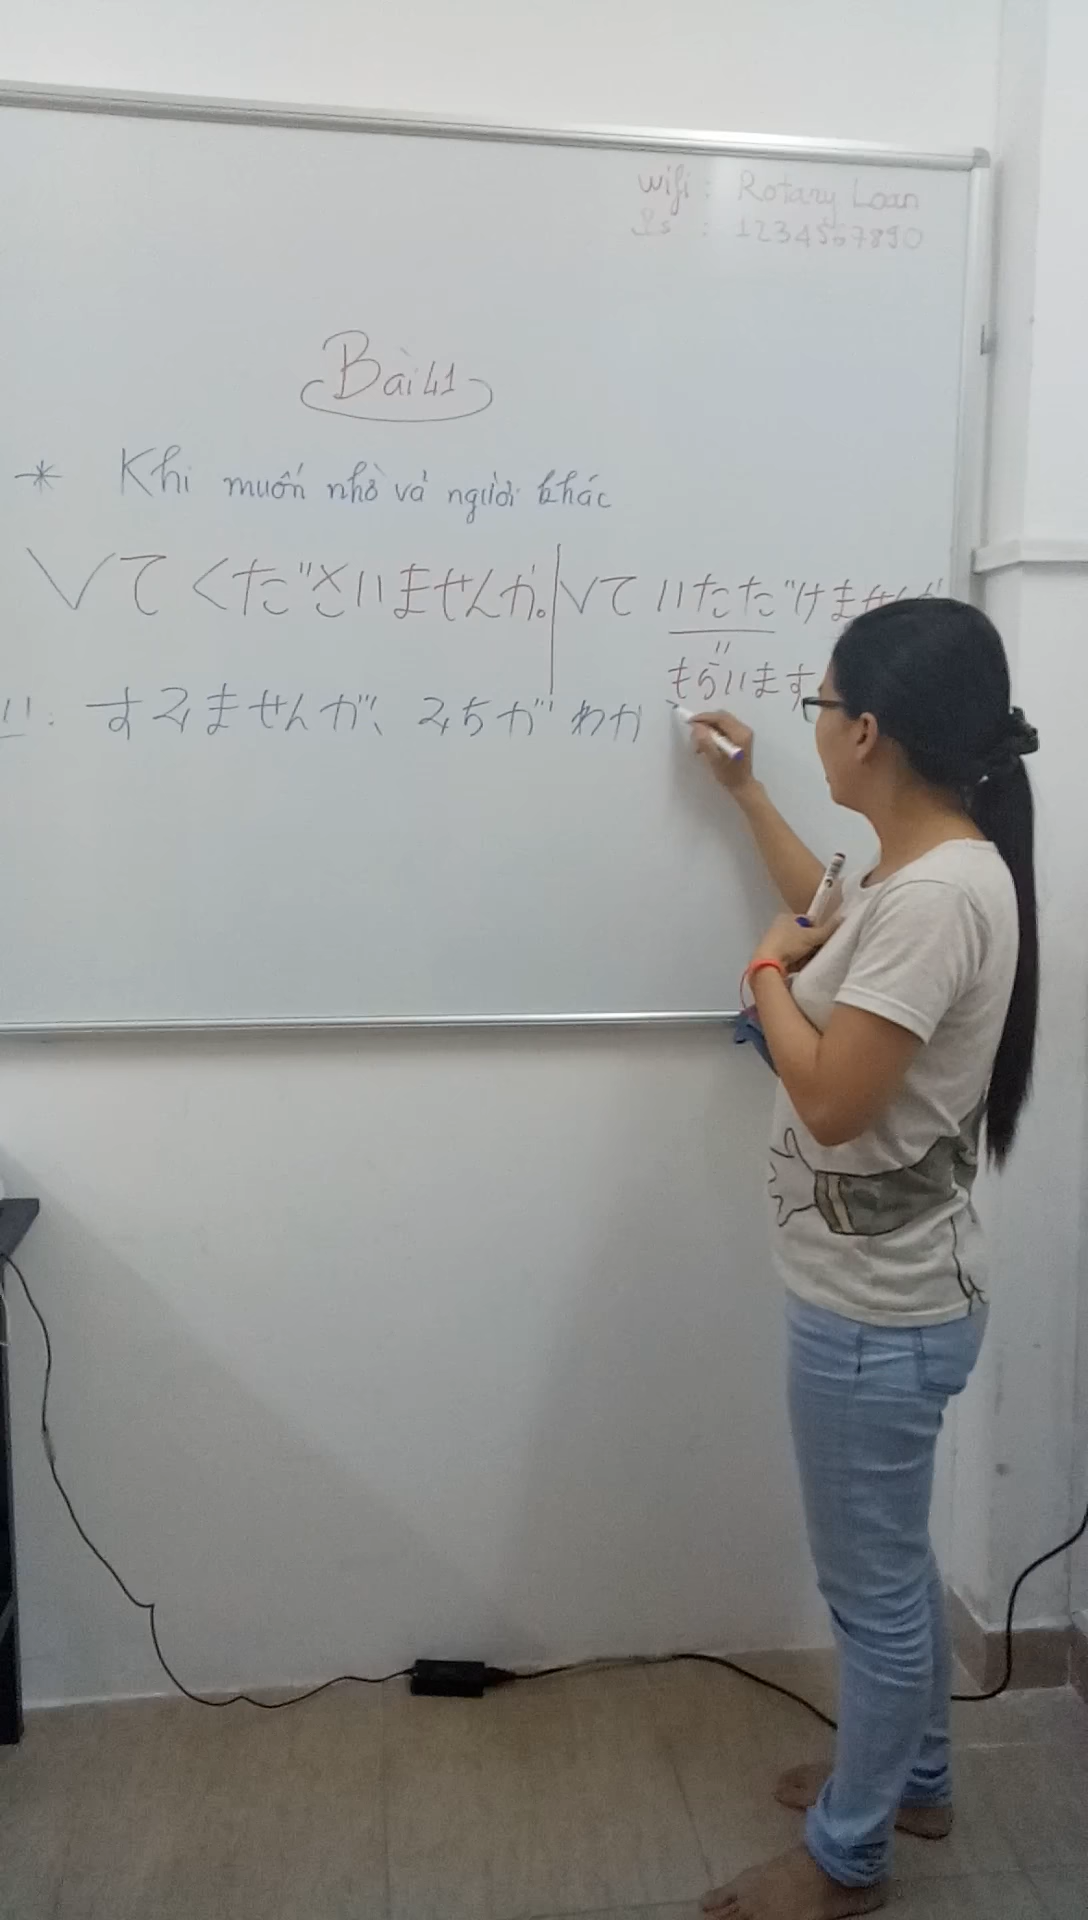 wifi : Rotary Loan
Ps : 1234567890
Bài 41
* Khi muốn nhờ vả người khác
Vてくださいませんか。| Vて いただけません
"
もらいます
すみませんが、みちが わか